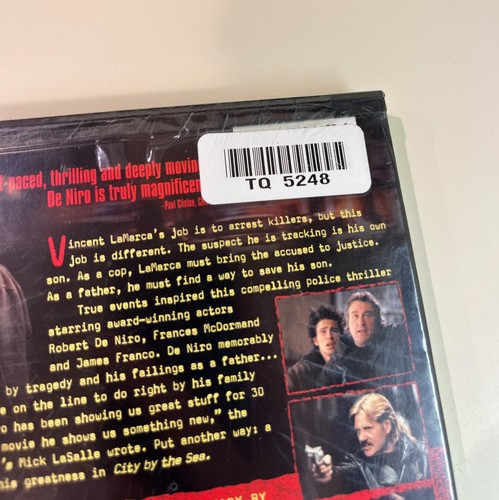 t-paced, thrilling and deeply moving
De Niro is truly magnificen
-Paul Clinton, C
TQ 5248
Vincent LaMarca's job is to arrest killers, but this
job is different. The suspect he is tracking is his own
son. As a cop, LaMarca must bring the accused to justice.
As a father, he must find a way to save his son.
True events inspired this compelling police thriller
starring award-winning actors
Robert De Niro, Frances McDormand
and James Franco. De Niro memorably
by tragedy and his failings as a father...
e on the line to do right by his family
o has been showing us great stuff for 30
movie he shows us something new," the
's Mick LaSalle wrote. Put another way; a
his greatness in City by the Sea.
BY